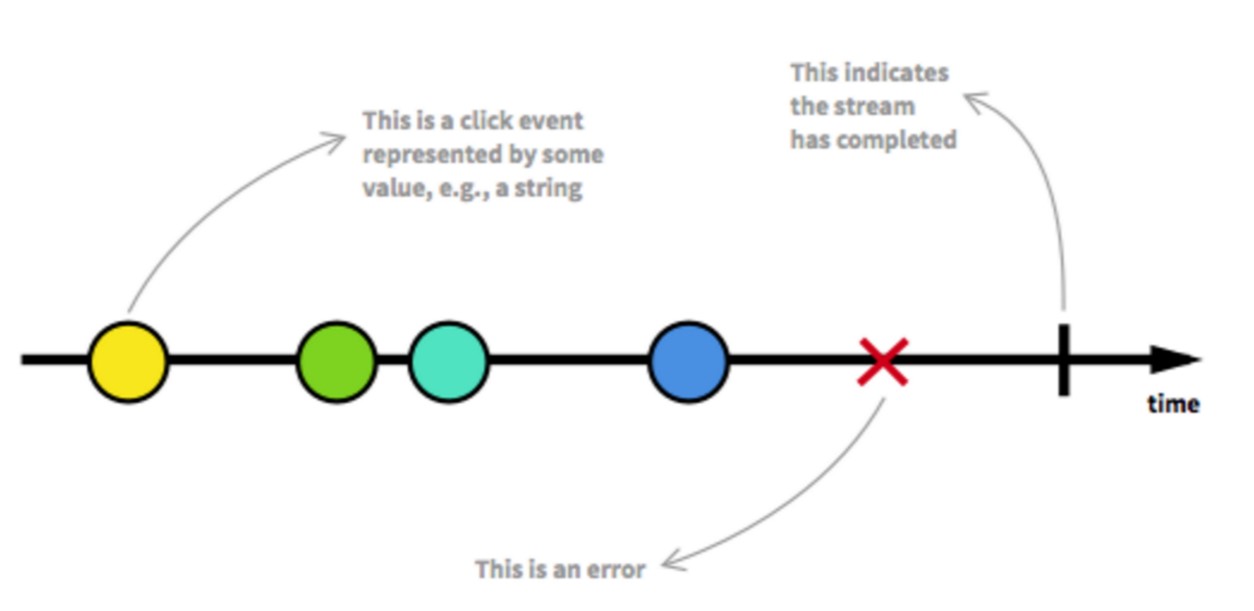 This indicates
the stream
has completed
This is a click event
represented by some
value, e.g., a string
time
This is an error